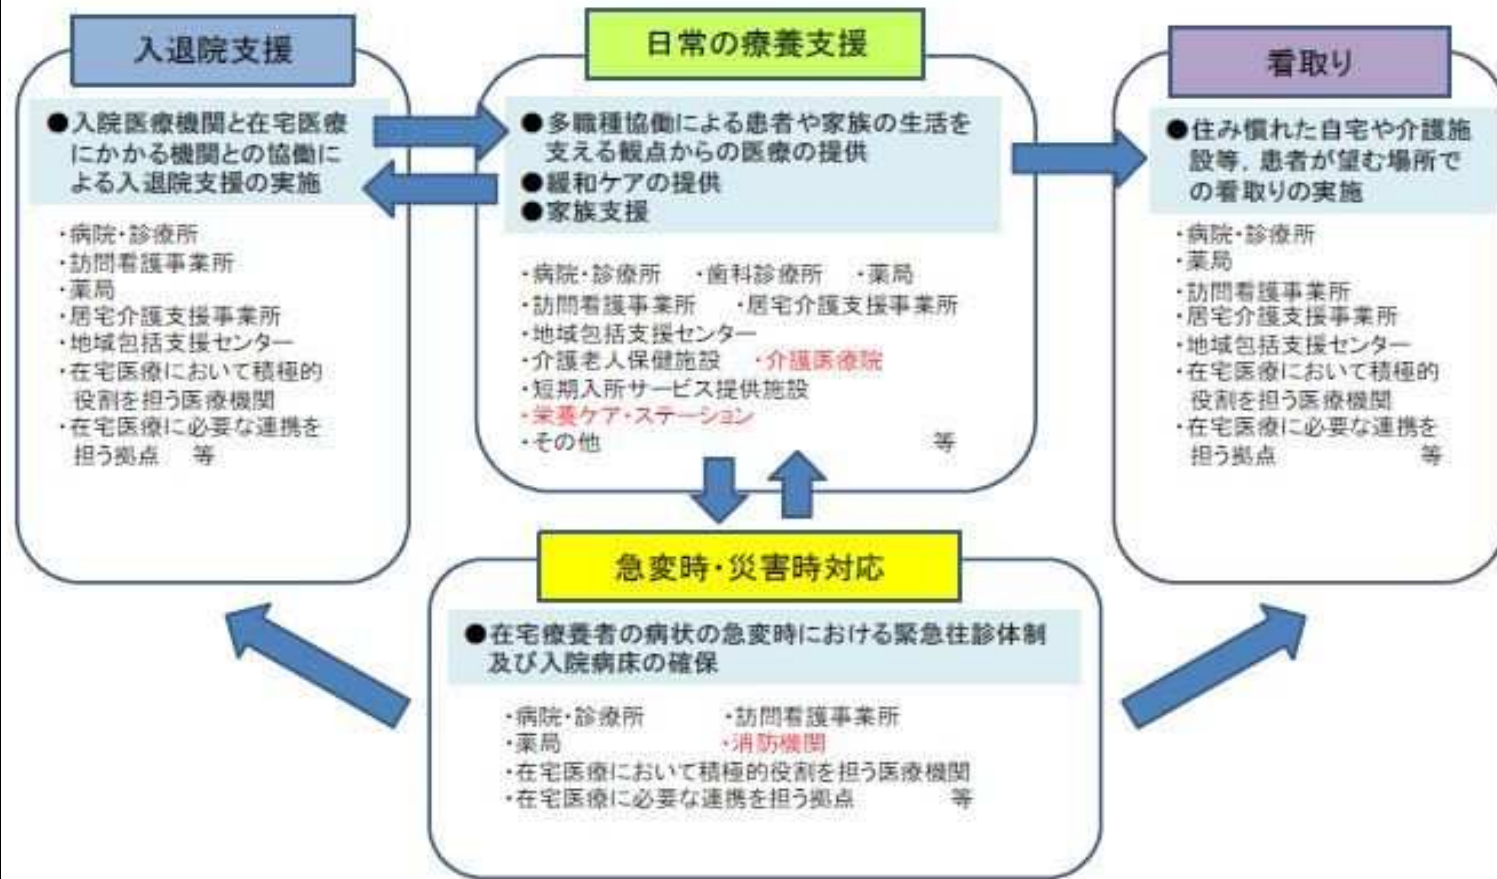 入退院支援
●入院医療機関と在宅医療
にかかる機関との協働に
よる入退院支援の実施
・病院・診療所
・訪問看護事業所
・薬局
・居宅介護支援事業所
・地域包括支援センター
・在宅医療において積極的
役割を担う医療機関
・在宅医療に必要な連携を
担う拠点　等
日常の療養支援
●多職種協働による患者や家族の生活を
支える観点からの医療の提供
●緩和ケアの提供
●家族支援
・病院・診療所　・歯科診療所　・薬局
・訪問看護事業所　・居宅介護支援事業所
・地域包括支援センター
・介護老人保健施設　・介護医療院
・短期入所サービス提供施設
・栄養ケア・ステーション
・その他　等
看取り
●住み慣れた自宅や介護施
設等，患者が望む場所で
の看取りの実施
・病院・診療所
・薬局
・訪問看護事業所
・居宅介護支援事業所
・地域包括支援センター
・在宅医療において積極的
役割を担う医療機関
・在宅医療に必要な連携を
担う拠点　等
急変時・災害時対応
●在宅療養者の病状の急変時における緊急往診体制
及び入院病床の確保
・病院・診療所　・訪問看護事業所
・薬局　・消防機関
・在宅医療において積極的役割を担う医療機関
・在宅医療に必要な連携を担う拠点　等